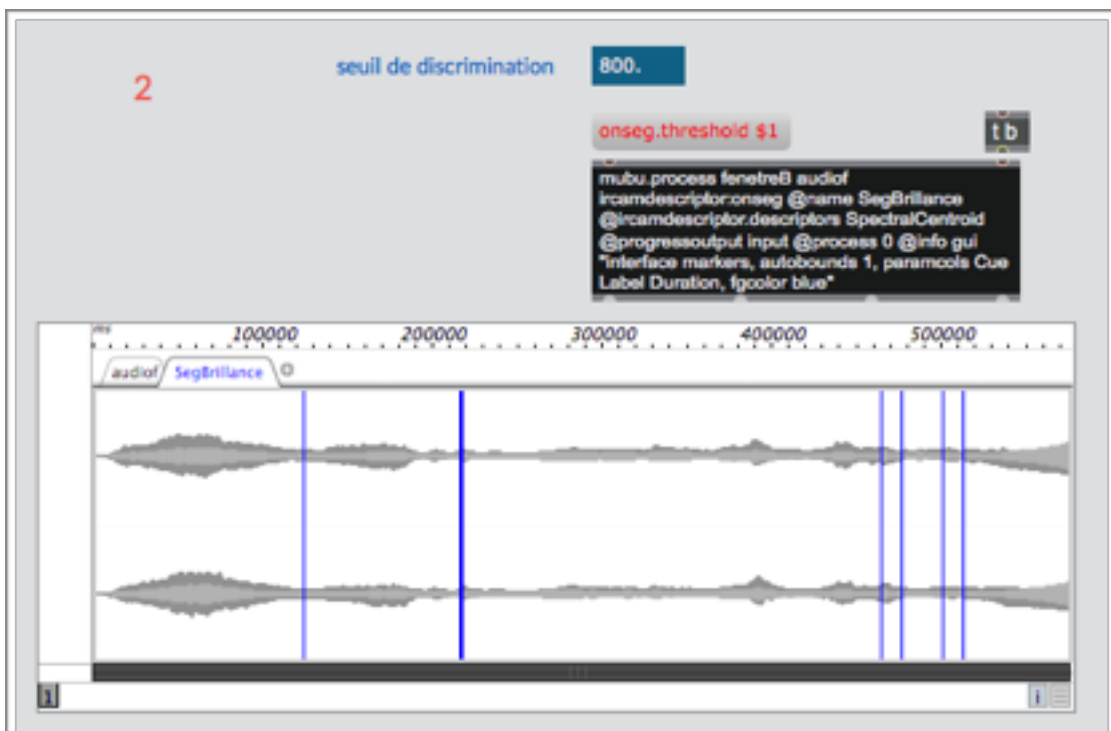 2
seuil de discrimination
800.
onseg.threshold $1
t b
mubu.process fenetreB audiof
ircamdescriptor:onseg @name SegBrillance
@ircamdescriptor.descriptors SpectralCentroid
@progressoutput input @process 0 @info gui
"interface markers, autobounds 1, paramcols Cue
Label Duration, fgcolor blue"
ms 100000 200000 300000 400000 500000
audiof SegBrillance
1 i